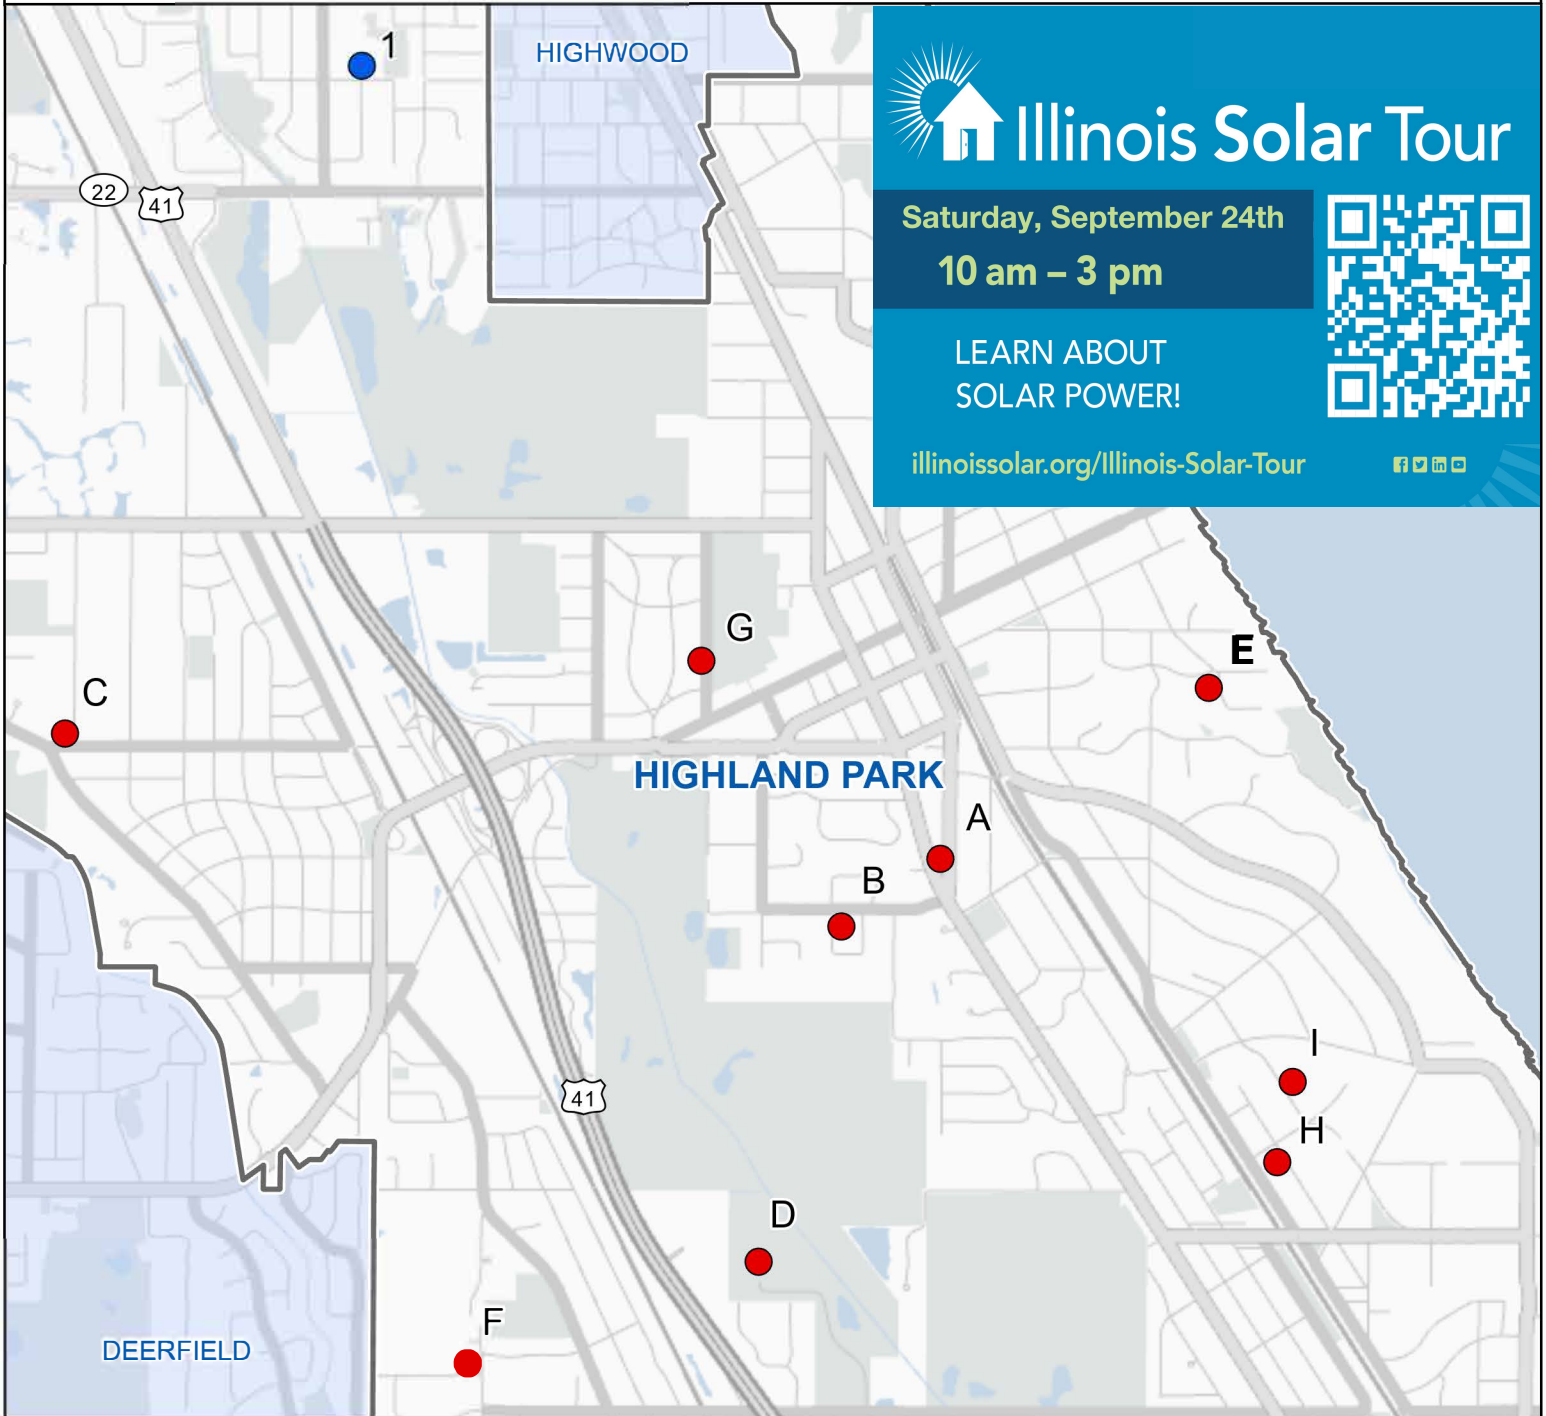 1
HIGHWOOD
Illinois Solar Tour
22
41
Saturday, September 24th
10 am – 3 pm
LEARN ABOUT
SOLAR POWER!
illinoissolar.org/Illinois-Solar-Tour
G
E
C
HIGHLAND PARK
A
B
I
41
H
D
F
DEERFIELD